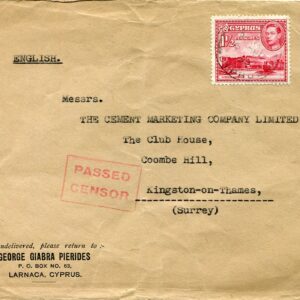 CYPRUS
1½
ENGLISH.
Messrs.
THE CEMENT MARKETING COMPANY LIMITED
The Club House,
Coombe Hill,
Kingston-on-Thames,
(Surrey)
PASSED
CENSOR
undelivered, please return to :-
GEORGE GIABRA PIERIDES
P. O. BOX NO. 63,
LARNACA, CYPRUS.